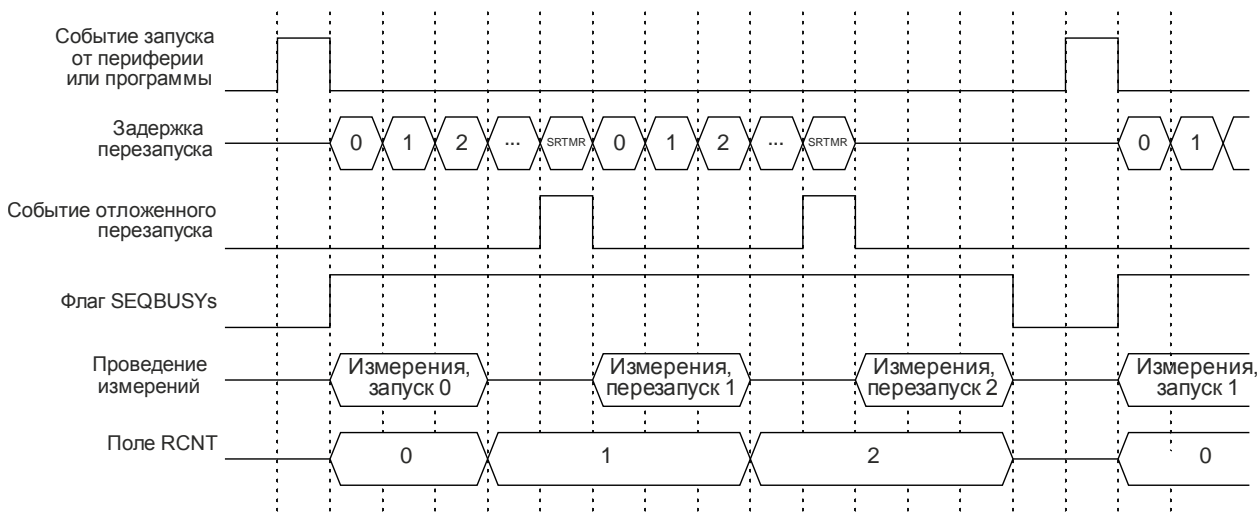 Событие запуска
от периферии
или программы
Задержка
перезапуска
0 1 2 ... SRTMR 0 1 2 ... SRTMR 0 1
Событие отложенного
перезапуска
Флаг SEQBUSYs
Проведение
измерений
Измерения,
запуск 0
Измерения,
перезапуск 1
Измерения,
перезапуск 2
Измерения,
запуск 1
Поле RCNT
0 1 2 0